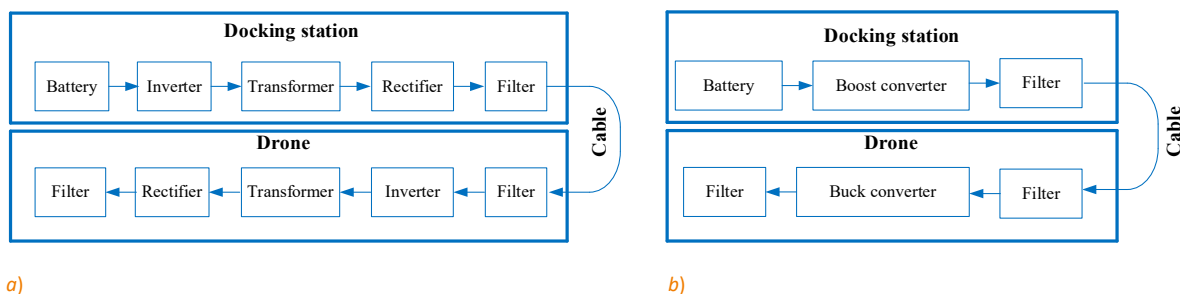 Docking station
Battery
Inverter
Transformer
Rectifier
Filter
Cable
Drone
Filter
Rectifier
Transformer
Inverter
Filter
a)
Docking station
Battery
Boost converter
Filter
Cable
Drone
Filter
Buck converter
Filter
b)